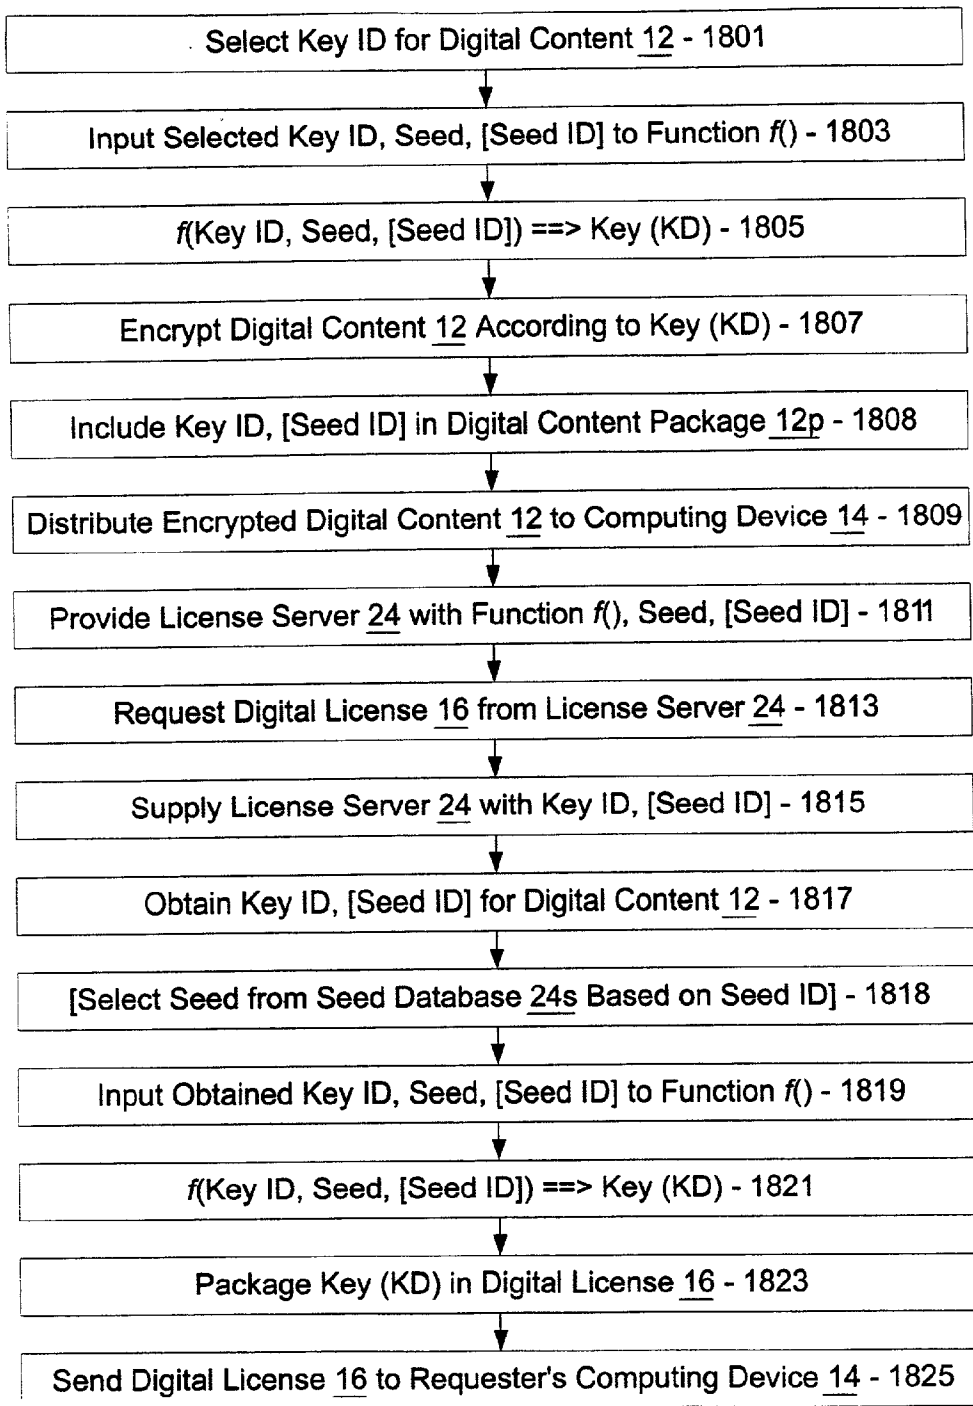 Select Key ID for Digital Content 12 - 1801
Input Selected Key ID, Seed, [Seed ID] to Function f() - 1803
f(Key ID, Seed, [Seed ID]) ==> Key (KD) - 1805
Encrypt Digital Content 12 According to Key (KD) - 1807
Include Key ID, [Seed ID] in Digital Content Package 12p - 1808
Distribute Encrypted Digital Content 12 to Computing Device 14 - 1809
Provide License Server 24 with Function f(), Seed, [Seed ID] - 1811
Request Digital License 16 from License Server 24 - 1813
Supply License Server 24 with Key ID, [Seed ID] - 1815
Obtain Key ID, [Seed ID] for Digital Content 12 - 1817
[Select Seed from Seed Database 24s Based on Seed ID] - 1818
Input Obtained Key ID, Seed, [Seed ID] to Function f() - 1819
f(Key ID, Seed, [Seed ID]) ==> Key (KD) - 1821
Package Key (KD) in Digital License 16 - 1823
Send Digital License 16 to Requester's Computing Device 14 - 1825